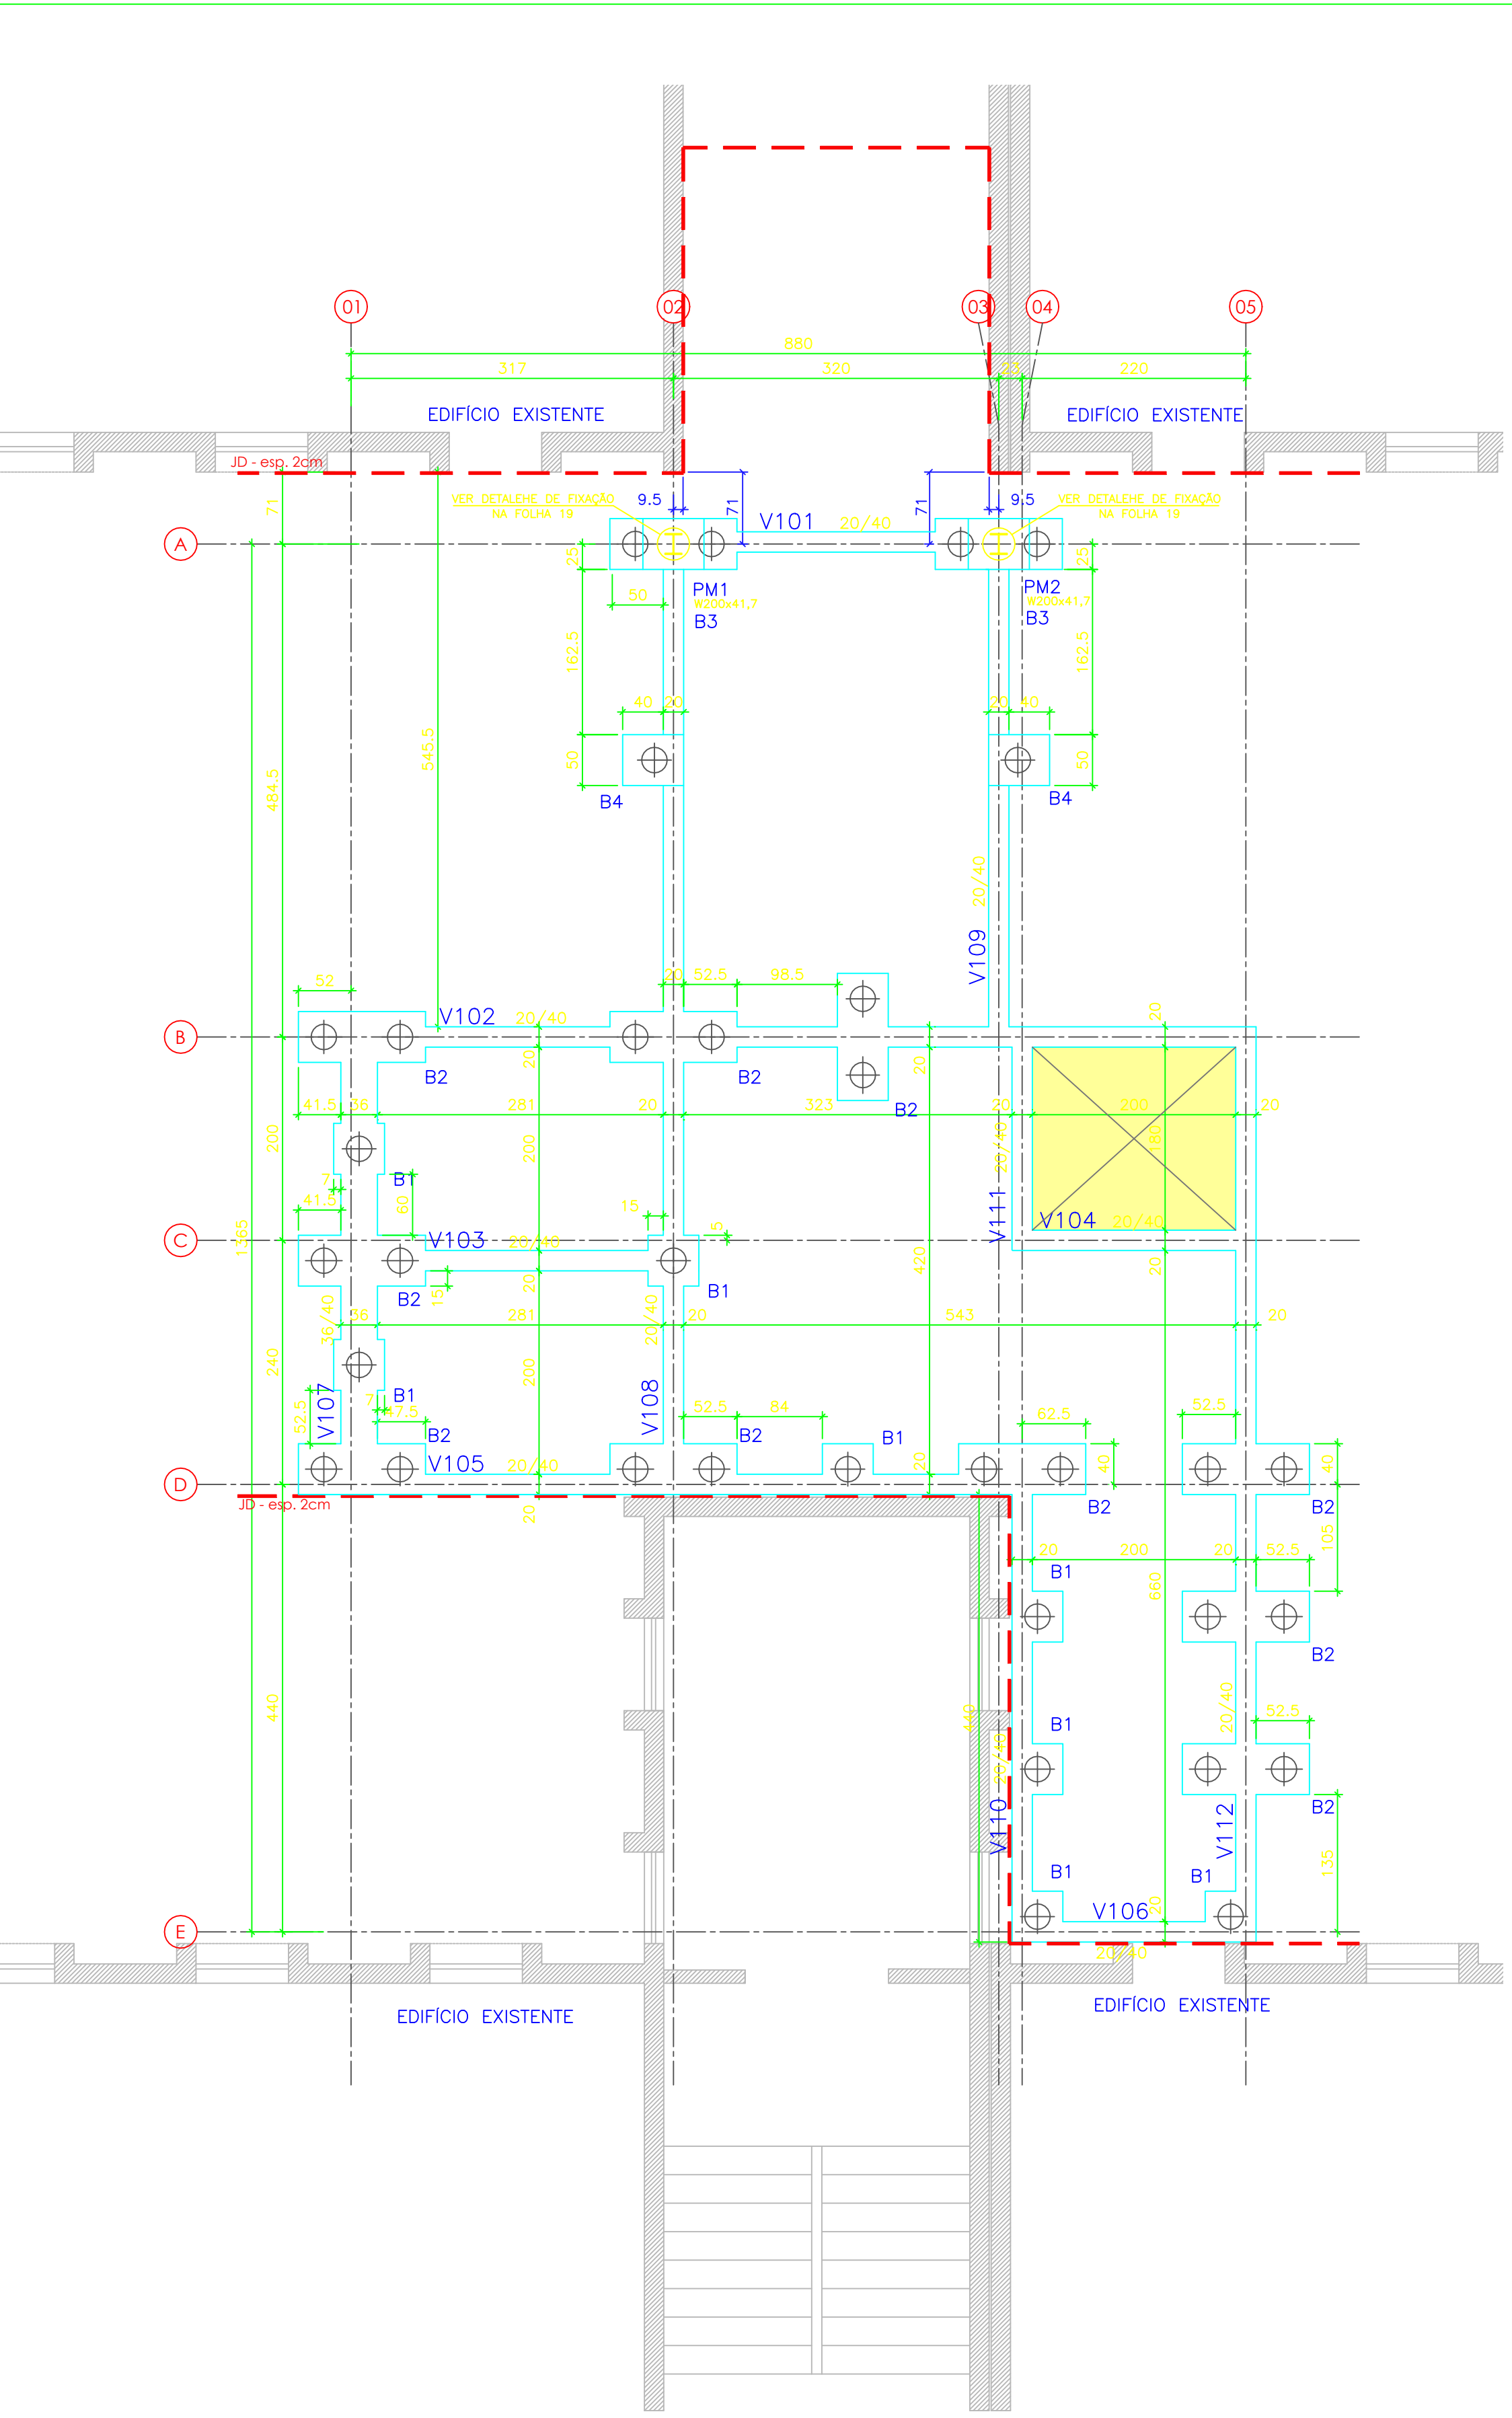 01
02
03
04
05
880
317
320
23
220
EDIFÍCIO EXISTENTE
EDIFÍCIO EXISTENTE
JD - esp. 2cm
71
VER DETALEHE DE FIXAÇÃO
NA FOLHA 19
9.5
71
V101
20/40
71
9.5
VER DETALEHE DE FIXAÇÃO
NA FOLHA 19
A
25
25
50
PM1
W200x41,7
B3
PM2
W200x41,7
B3
162.5
162.5
40
20
20
40
545.5
50
50
484.5
B4
B4
20/40
V109
52
20
52.5
98.5
V102
20/40
20
B
20
20
B2
B2
B2
41.5
36
281
20
323
20
200
20
200
200
20/40
180
B1
7
41.5
60
15
5
V111
V104
20/40
1365
C
V103
20/40
420
20
20
B2
15
B1
36/40
36
281
20/40
20
543
20
240
200
B1
7
47.5
52.5
V107
V108
52.5
84
62.5
52.5
B2
B2
B1
V105
20/40
20
40
40
D
JD - esp. 2cm
20
B2
B2
105
20
200
20
52.5
B1
660
B2
440
440
20/40
20/40
B1
52.5
V110
V112
B2
135
B1
B1
V106
20
E
20/40
EDIFÍCIO EXISTENTE
EDIFÍCIO EXISTENTE